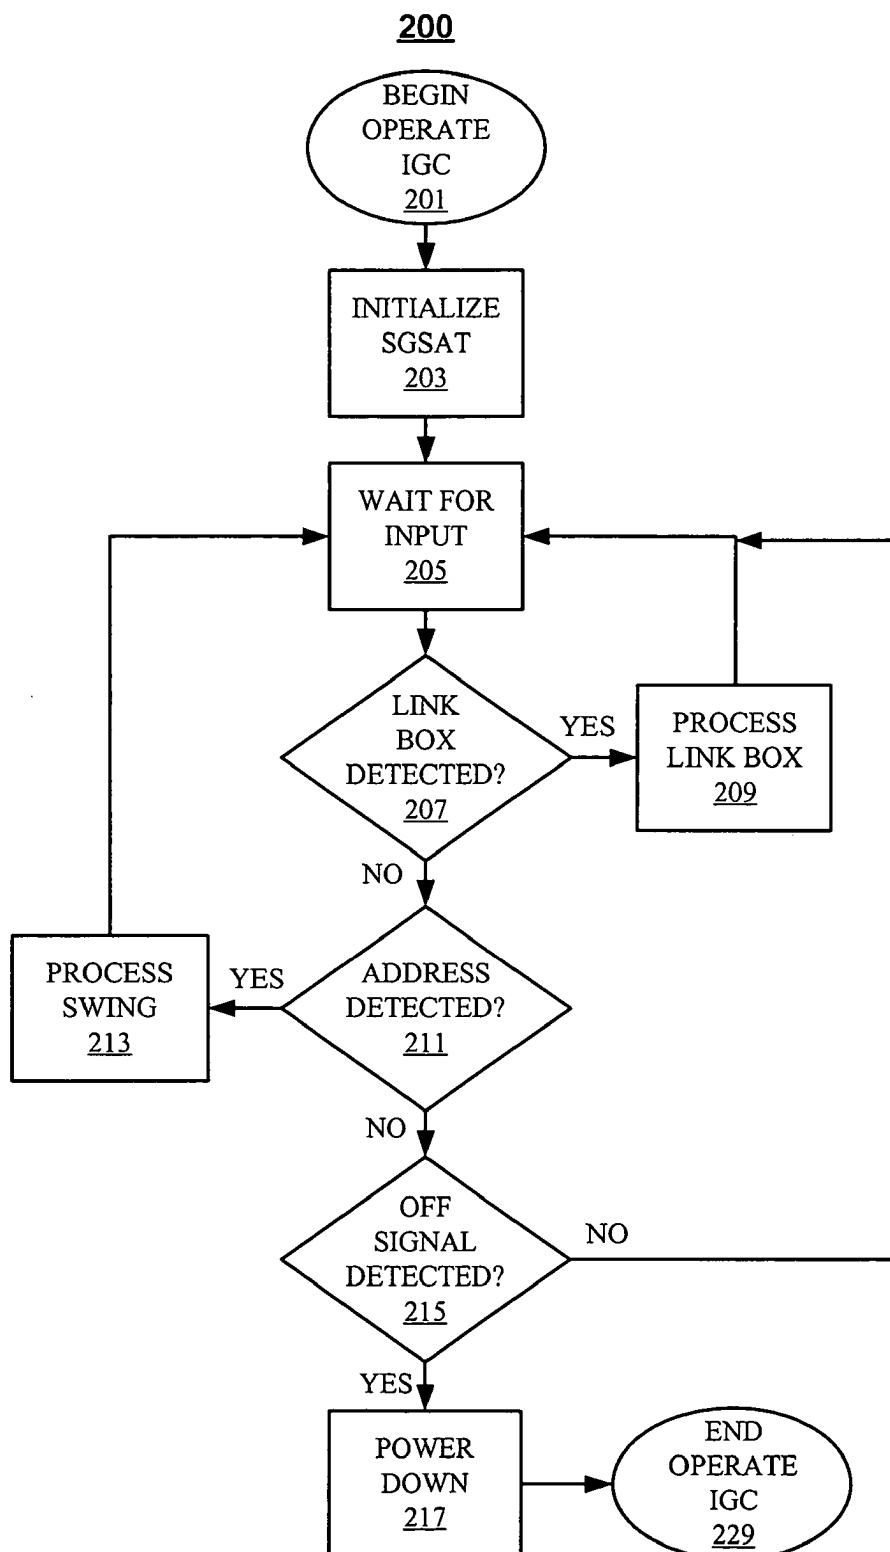 200
BEGIN
OPERATE
IGC
201
INITIALIZE
SGSAT
203
WAIT FOR
INPUT
205
LINK
BOX
DETECTED?
207
YES
PROCESS
LINK BOX
209
NO
ADDRESS
DETECTED?
211
YES
PROCESS
SWING
213
NO
OFF
SIGNAL
DETECTED?
215
NO
YES
POWER
DOWN
217
END
OPERATE
IGC
229